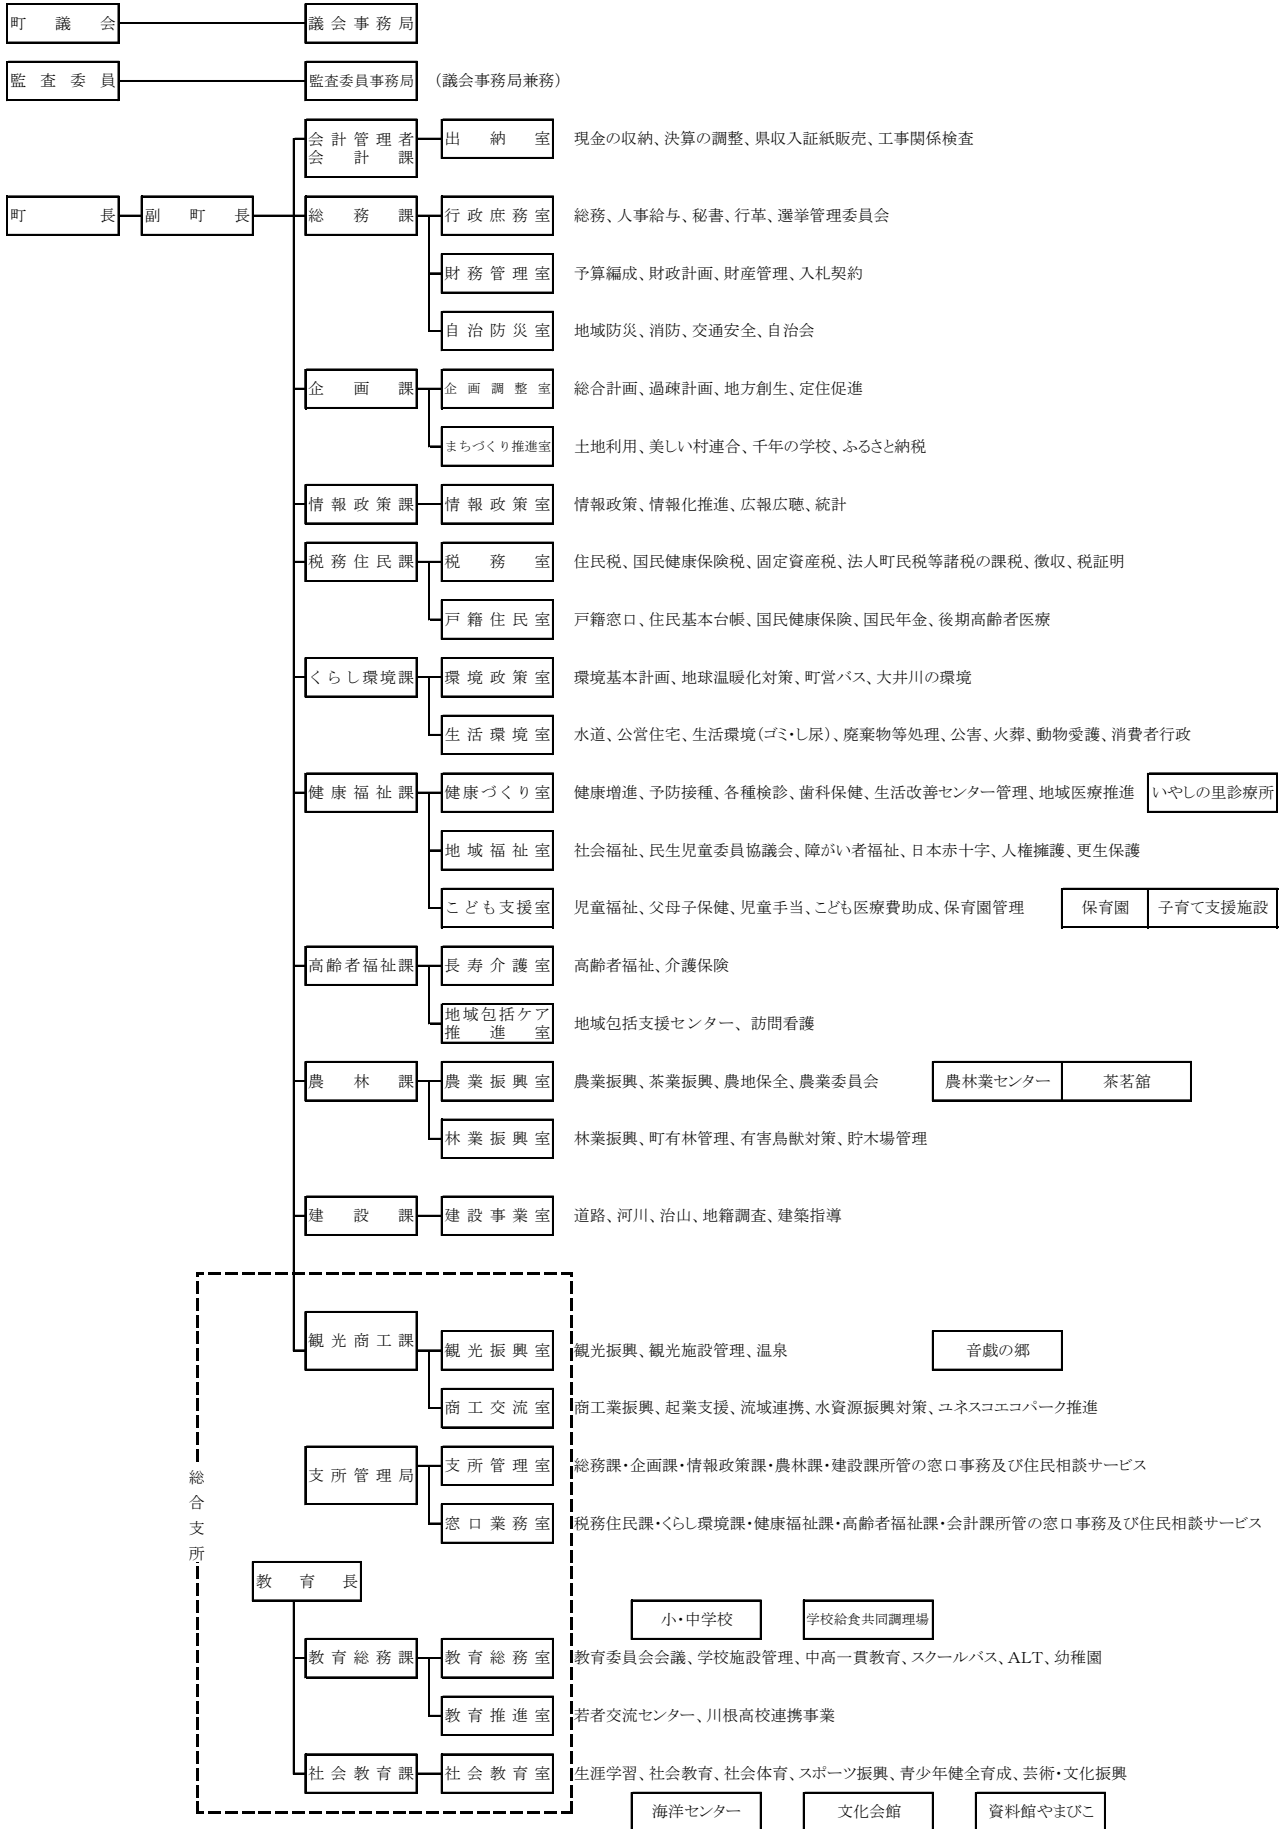 町議会 議会事務局
監査委員 監査委員事務局 (議会事務局兼務)
会計管理者
会計課
出納室 現金の収納、決算の調整、県収入証紙販売、工事関係検査
町長 副町長 総務課 行政庶務室 総務、人事給与、秘書、行革、選挙管理委員会
財務管理室 予算編成、財政計画、財産管理、入札契約
自治防災室 地域防災、消防、交通安全、自治会
企画課 企画調整室 総合計画、過疎計画、地方創生、定住促進
まちづくり推進室 土地利用、美しい村連合、千年の学校、ふるさと納税
情報政策課 情報政策室 情報政策、情報化推進、広報広聴、統計
税務住民課 税務室 住民税、国民健康保険税、固定資産税、法人町民税等諸税の課税、徴収、税証明
戸籍住民室 戸籍窓口、住民基本台帳、国民健康保険、国民年金、後期高齢者医療
くらし環境課 環境政策室 環境基本計画、地球温暖化対策、町営バス、大井川の環境
生活環境室 水道、公営住宅、生活環境(ゴミ・し尿)、廃棄物等処理、公害、火葬、動物愛護、消費者行政
健康福祉課 健康づくり室 健康増進、予防接種、各種検診、歯科保健、生活改善センター管理、地域医療推進 いやしの里診療所
地域福祉室 社会福祉、民生児童委員協議会、障がい者福祉、日本赤十字、人権擁護、更生保護
こども支援室 児童福祉、父母子保健、児童手当、こども医療費助成、保育園管理 保育園 子育て支援施設
高齢者福祉課 長寿介護室 高齢者福祉、介護保険
地域包括ケア
推進室
地域包括支援センター、訪問看護
農林課 農業振興室 農業振興、茶業振興、農地保全、農業委員会 農林業センター 茶茗舘
林業振興室 林業振興、町有林管理、有害鳥獣対策、貯木場管理
建設課 建設事業室 道路、河川、治山、地籍調査、建築指導
観光商工課 観光振興室 観光振興、観光施設管理、温泉 音戯の郷
商工交流室 商工業振興、起業支援、流域連携、水資源振興対策、ユネスコエコパーク推進
総合支所
支所管理局 支所管理室 総務課・企画課・情報政策課・農林課・建設課所管の窓口事務及び住民相談サービス
窓口業務室 税務住民課・くらし環境課・健康福祉課・高齢者福祉課・会計課所管の窓口事務及び住民相談サービス
教育長
小・中学校 学校給食共同調理場
教育総務課 教育総務室 教育委員会会議、学校施設管理、中高一貫教育、スクールバス、ALT、幼稚園
教育推進室 若者交流センター、川根高校連携事業
社会教育課 社会教育室 生涯学習、社会教育、社会体育、スポーツ振興、青少年健全育成、芸術・文化振興
海洋センター 文化会館 資料館やまびこ